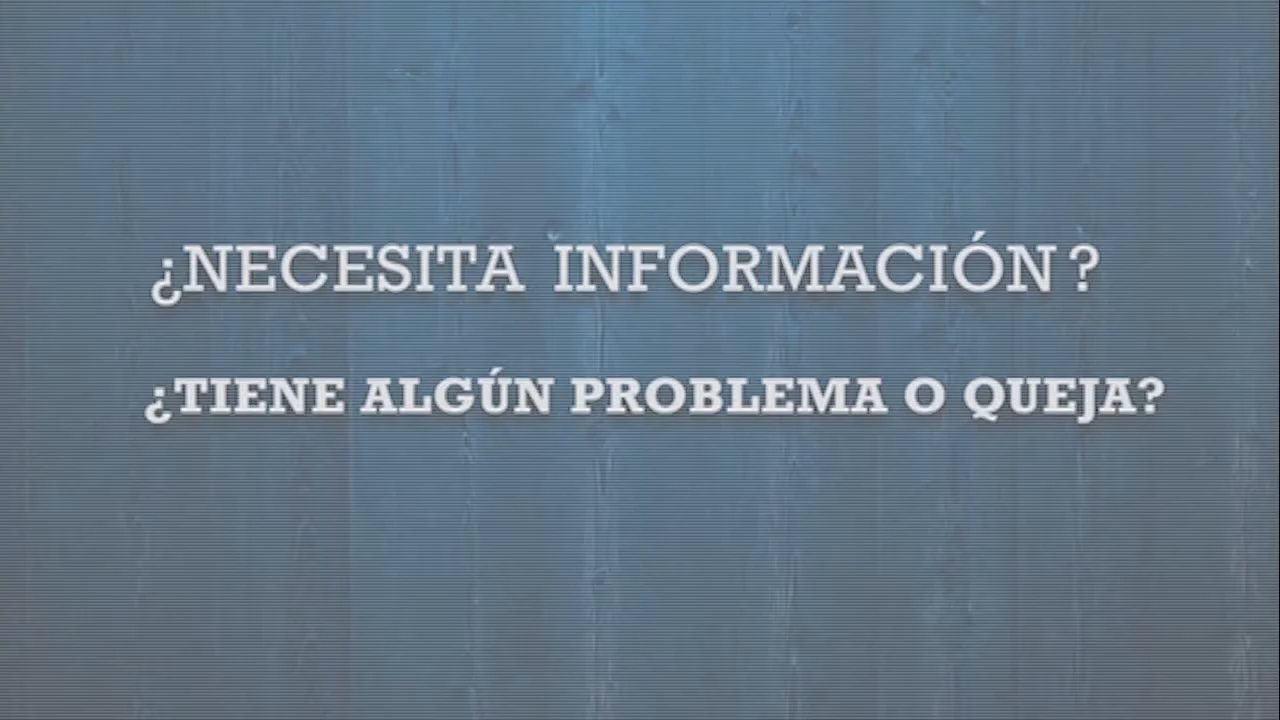 ¿NECESITA INFORMACIÓN?
¿TIENE ALGÚN PROBLEMA O QUEJA?